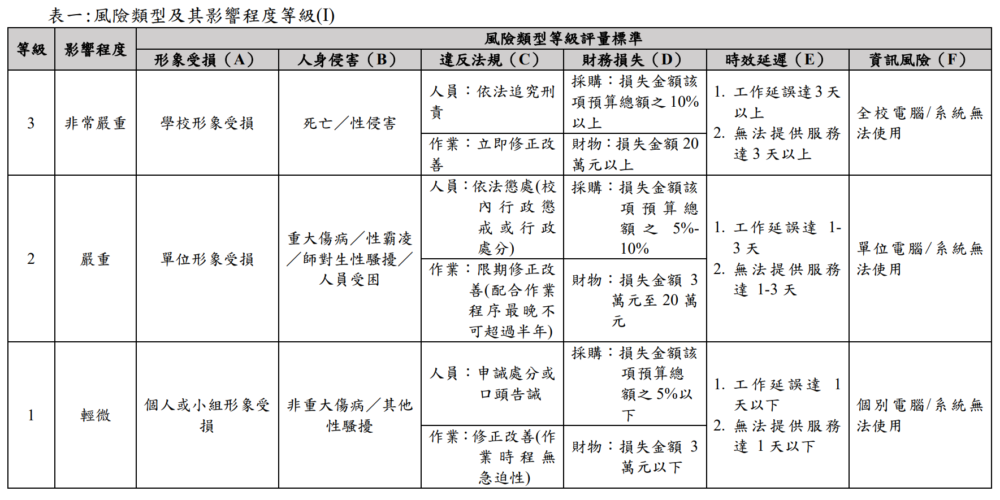 表一:風險類型及其影響程度等級(I)
等級
影響程度
風險類型等級評量標準
形象受損（A）
人身侵害（B）
違反法規（C）
財務損失（D）
時效延遲（E）
資訊風險（F）
3
非常嚴重
學校形象受損
死亡／性侵害
人員：依法追究刑
責
作業：立即修正改
善
採購：損失金額該
項預算總額之 10%
以上
財物：損失金額 20
萬元以上
1. 工作延誤達 3 天
以上
2. 無法提供服務
達 3 天以上
全校電腦/系統無
法使用
2
嚴重
單位形象受損
重大傷病／性霸凌
／師對生性騷擾／
人員受困
人員：依法懲處(校
內行政懲
戒或行政
處分)
作業：限期修正改
善(配合作業
程序最晚不
可超過半年)
採購：損失金額該
項預算總
額之 5%-
10%
財物：損失金額 3
萬元至 20 萬
元
1. 工作延誤達 1-
3 天
2. 無法提供服務
達 1-3 天
單位電腦/系統無
法使用
1
輕微
個人或小組形象受
損
非重大傷病／其他
性騷擾
人員：申誡處分或
口頭告誡
作業：修正改善(作
業時程無
急迫性)
採購：損失金額該
項預算總
額之 5%以
下
財物：損失金額 3
萬元以下
1. 工作延誤達 1
天以下
2. 無法提供服務
達 1 天以下
個別電腦/系統無
法使用